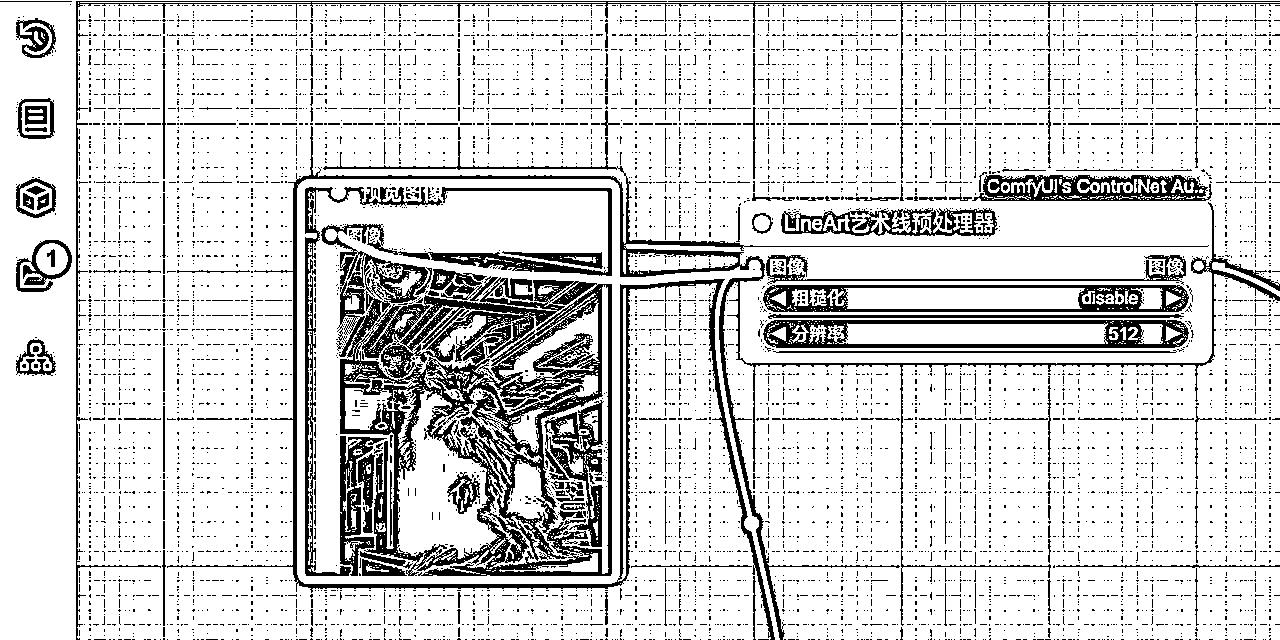 ComfyUI's ControlNet Au..
预览图像
LineArt艺术线预处理器
图像
图像
图像
1
粗糙化
disable
分辨率
512